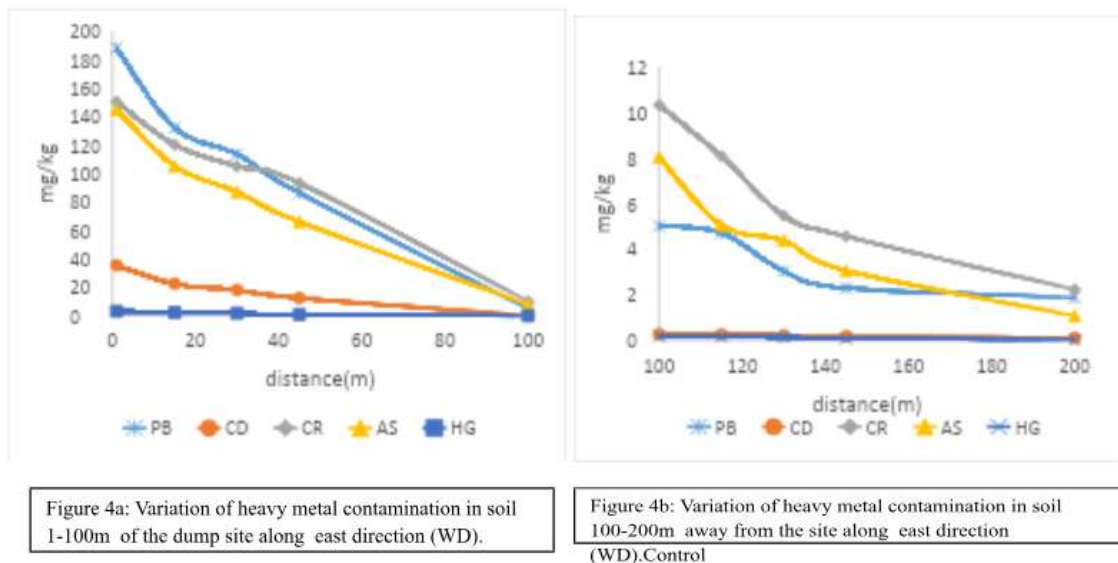 200
180
160
140
120
100
80
60
40
20
0
mg/kg
0 20 40 60 80 100
distance(m)
PB CD CR AS HG
12
10
8
6
4
2
0
mg/kg
100 120 140 160 180 200
distance(m)
PB CD CR AS HG
Figure 4a: Variation of heavy metal contamination in soil
1-100m of the dump site along east direction (WD).
Figure 4b: Variation of heavy metal contamination in soil
100-200m away from the site along east direction
(WD).Control